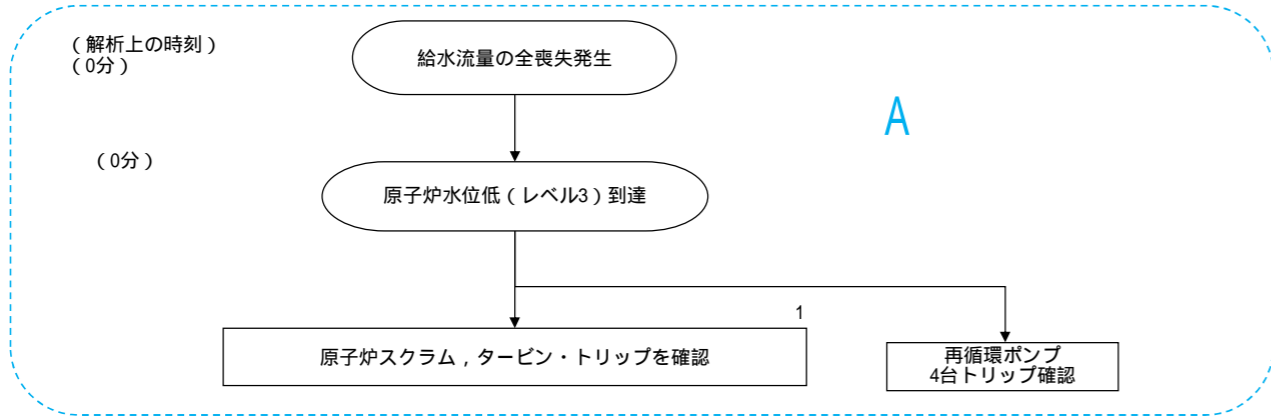 (解析上の時刻)
(0分)
給水流量の全喪失発生
A
(0分)
原子炉水位低(レベル3)到達
1
原子炉スクラム,タービン・トリップを確認
再循環ポンプ
4台トリップ確認